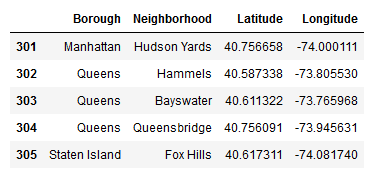 Borough Neighborhood Latitude Longitude
301 Manhattan Hudson Yards 40.756658 -74.000111
302 Queens Hammels 40.587338 -73.805530
303 Queens Bayswater 40.611322 -73.765968
304 Queens Queensbridge 40.756091 -73.945631
305 Staten Island Fox Hills 40.617311 -74.081740